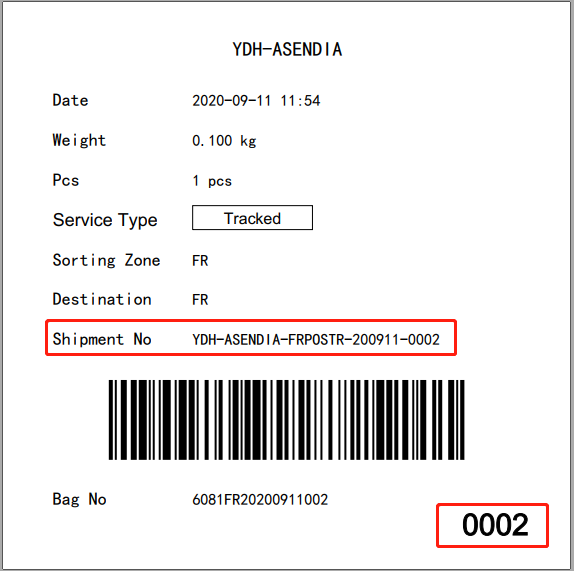 YDH-ASENDIA
Date 2020-09-11 11:54
Weight 0.100 kg
Pcs 1 pcs
Service Type Tracked
Sorting Zone FR
Destination FR
Shipment No YDH-ASENDIA-FRPOSTR-200911-0002
Bag No 6081FR20200911002
0002